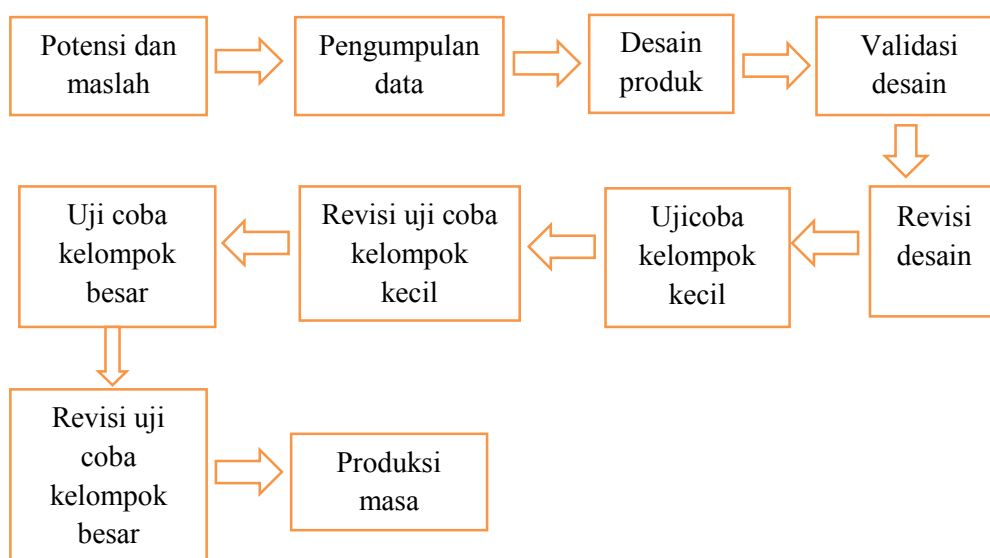 Potensi dan
maslah
Pengumpulan
data
Desain
produk
Validasi
desain
Revisi
desain
Ujicoba
kelompok
kecil
Revisi uji coba
kelompok
kecil
Uji coba
kelompok
besar
Revisi uji
coba
kelompok
besar
Produksi
masa